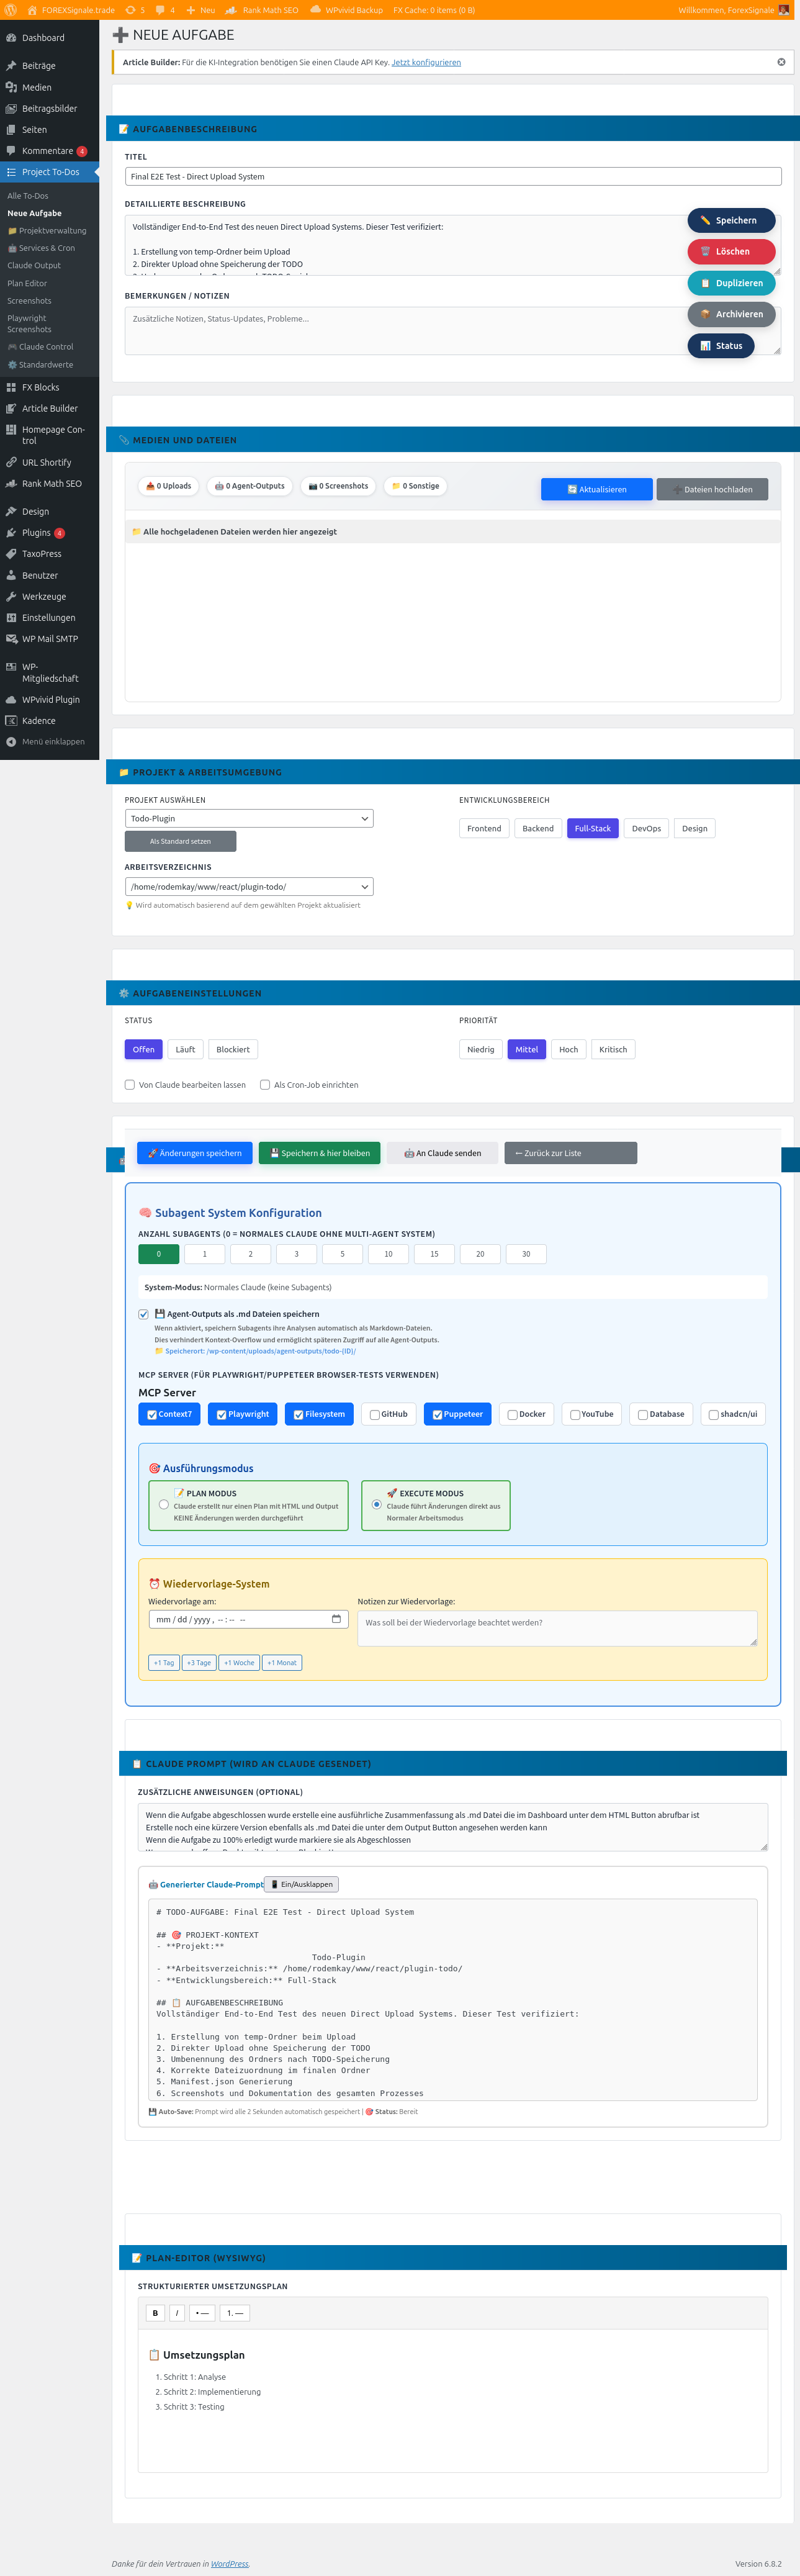 FOREXSignale.trade 5 4 Neu Rank Math SEO WPvivid Backup FX Cache: 0 items (0 B) Willkommen, ForexSignale
Dashboard
Beiträge
Medien
Beitragsbilder
Seiten
Kommentare 4
Project To-Dos
Alle To-Dos
Neue Aufgabe
Projektverwaltung
Services & Cron
Claude Output
Plan Editor
Screenshots
Playwright
Screenshots
Claude Control
Standardwerte
FX Blocks
Article Builder
Homepage Con-
trol
URL Shortify
Rank Math SEO
Design
Plugins 4
TaxoPress
Benutzer
Werkzeuge
Einstellungen
WP Mail SMTP
WP-
Mitgliedschaft
WPvivid Plugin
Kadence
Menü einklappen
NEUE AUFGABE
Article Builder: Für die KI-Integration benötigen Sie einen Claude API Key. Jetzt konfigurieren
AUFGABENBESCHREIBUNG
TITEL
Final E2E Test - Direct Upload System
DETAILLIERTE BESCHREIBUNG
Vollständiger End-to-End Test des neuen Direct Upload Systems. Dieser Test verifiziert:
1. Erstellung von temp-Ordner beim Upload
2. Direkter Upload ohne Speicherung der TODO
Speichern
Löschen
Duplizieren
Archivieren
Status
BEMERKUNGEN / NOTIZEN
Zusätzliche Notizen, Status-Updates, Probleme...
MEDIEN UND DATEIEN
0 Uploads 0 Agent-Outputs 0 Screenshots 0 Sonstige Aktualisieren Dateien hochladen
Alle hochgeladenen Dateien werden hier angezeigt
PROJEKT & ARBEITSUMGEBUNG
PROJEKT AUSWÄHLEN
Todo-Plugin
Als Standard setzen
ARBEITSVERZEICHNIS
/home/rodemkay/www/react/plugin-todo/
Wird automatisch basierend auf dem gewählten Projekt aktualisiert
ENTWICKLUNGSBEREICH
Frontend Backend Full-Stack DevOps Design
AUFGABENEINSTELLUNGEN
STATUS
Offen Läuft Blockiert
PRIORITÄT
Niedrig Mittel Hoch Kritisch
Von Claude bearbeiten lassen Als Cron-Job einrichten
Änderungen speichern Speichern & hier bleiben An Claude senden ← Zurück zur Liste
Subagent System Konfiguration
ANZAHL SUBAGENTS (0 = NORMALES CLAUDE OHNE MULTI-AGENT SYSTEM)
0 1 2 3 5 10 15 20 30
System-Modus: Normales Claude (keine Subagents)
Agent-Outputs als .md Dateien speichern
Wenn aktiviert, speichern Subagents ihre Analysen automatisch als Markdown-Dateien.
Dies verhindert Kontext-Overflow und ermöglicht späteren Zugriff auf alle Agent-Outputs.
Speicherort: /wp-content/uploads/agent-outputs/todo-{ID}/
MCP SERVER (FÜR PLAYWRIGHT/PUPPETEER BROWSER-TESTS VERWENDEN)
MCP Server
Context7 Playwright Filesystem GitHub Puppeteer Docker YouTube Database shadcn/ui
Ausführungsmodus
PLAN MODUS
Claude erstellt nur einen Plan mit HTML und Output
KEINE Änderungen werden durchgeführt
EXECUTE MODUS
Claude führt Änderungen direkt aus
Normaler Arbeitsmodus
Wiedervorlage-System
Wiedervorlage am:
mm / dd / yyyy , -- : -- --
Notizen zur Wiedervorlage:
Was soll bei der Wiedervorlage beachtet werden?
+1 Tag +3 Tage +1 Woche +1 Monat
CLAUDE PROMPT (WIRD AN CLAUDE GESENDET)
ZUSÄTZLICHE ANWEISUNGEN (OPTIONAL)
Wenn die Aufgabe abgeschlossen wurde erstelle eine ausführliche Zusammenfassung als .md Datei die im Dashboard unter dem HTML Button abrufbar ist
Erstelle noch eine kürzere Version ebenfalls als .md Datei die unter dem Output Button angesehen werden kann
Wenn die Aufgabe zu 100% erledigt wurde markiere sie als Abgeschlossen
Generierter Claude-Prompt Ein/Ausklappen
# TODO-AUFGABE: Final E2E Test - Direct Upload System
## 🎯 PROJEKT-KONTEXT
- **Projekt:**
Todo-Plugin
- **Arbeitsverzeichnis:** /home/rodemkay/www/react/plugin-todo/
- **Entwicklungsbereich:** Full-Stack
## 📋 AUFGABENBESCHREIBUNG
Vollständiger End-to-End Test des neuen Direct Upload Systems. Dieser Test verifiziert:
1. Erstellung von temp-Ordner beim Upload
2. Direkter Upload ohne Speicherung der TODO
3. Umbenennung des Ordners nach TODO-Speicherung
4. Korrekte Dateizuordnung im finalen Ordner
5. Manifest.json Generierung
6. Screenshots und Dokumentation des gesamten Prozesses
Auto-Save: Prompt wird alle 2 Sekunden automatisch gespeichert | Status: Bereit
PLAN-EDITOR (WYSIWYG)
STRUKTURIERTER UMSETZUNGSPLAN
B I • — 1. —
Umsetzungsplan
1. Schritt 1: Analyse
2. Schritt 2: Implementierung
3. Schritt 3: Testing
Danke für dein Vertrauen in WordPress. Version 6.8.2